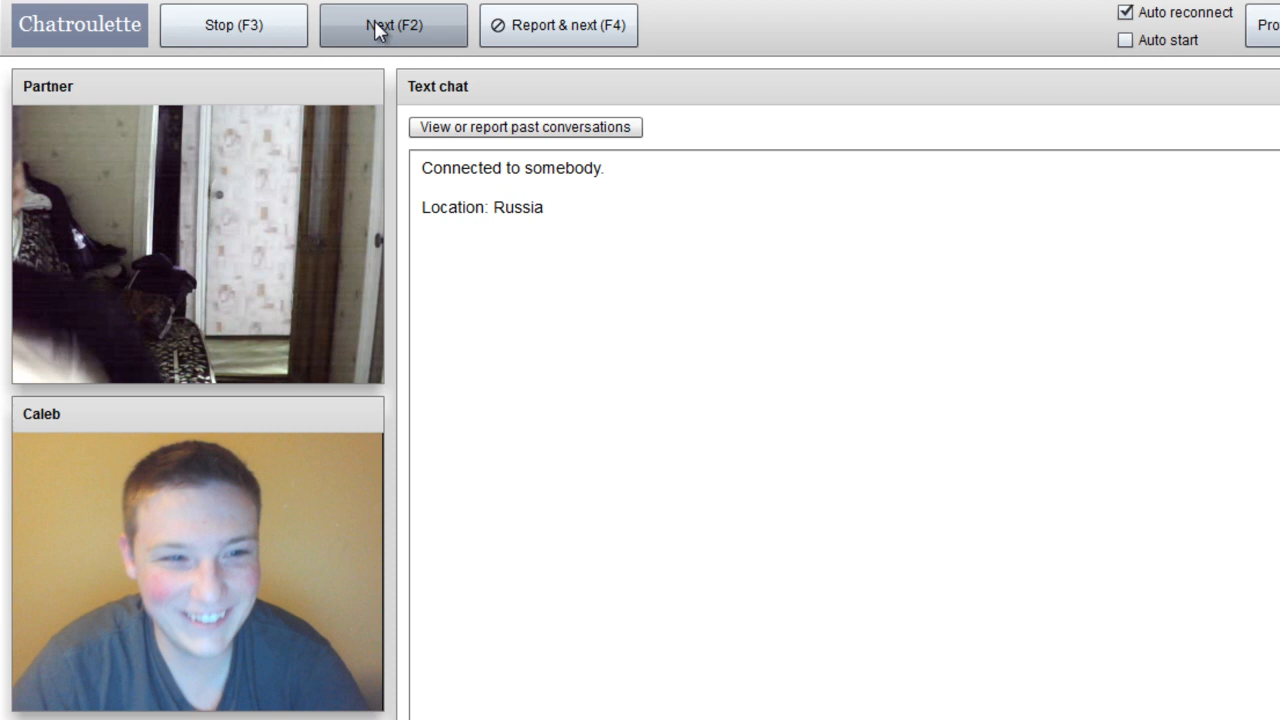 Chatroulette
Stop (F3)
Next (F2)
Report & next (F4)
Auto reconnect
Auto start
Pro
Partner
Text chat
View or report past conversations
Connected to somebody.
Location: Russia
Caleb